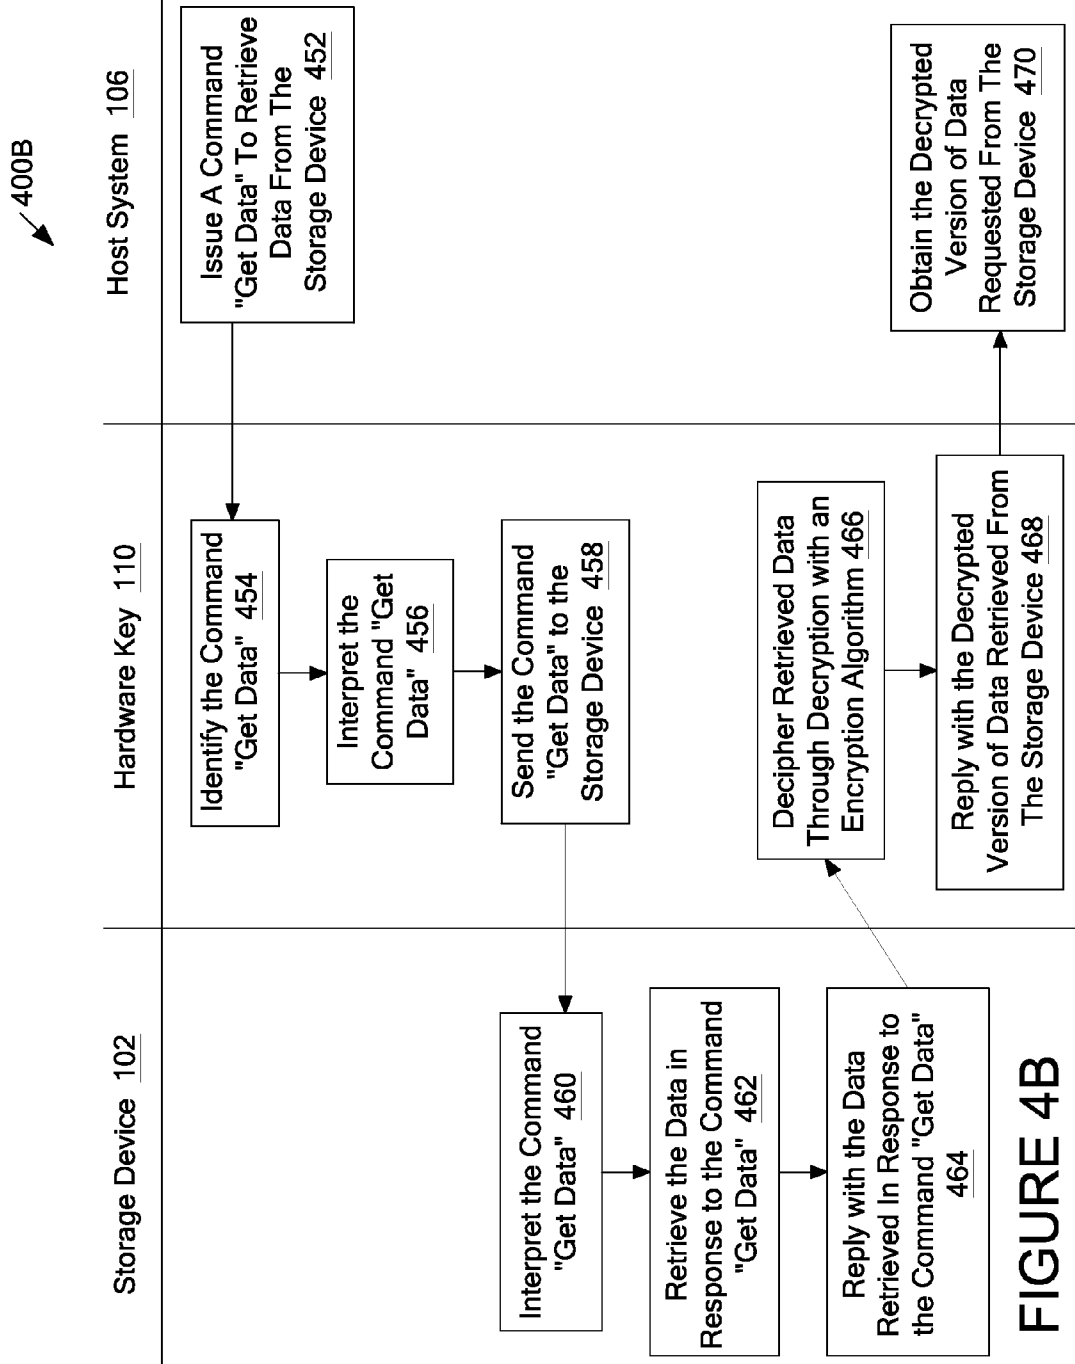 400B
Storage Device 102
Hardware Key 110
Host System 106
Issue A Command
"Get Data" To Retrieve
Data From The
Storage Device 452
Identify the Command
"Get Data" 454
Interpret the
Command "Get
Data" 456
Send the Command
"Get Data" to the
Storage Device 458
Interpret the Command
"Get Data" 460
Retrieve the Data in
Response to the Command
"Get Data" 462
Reply with the Data
Retrieved In Response to
the Command "Get Data"
464
Decipher Retrieved Data
Through Decryption with an
Encryption Algorithm 466
Reply with the Decrypted
Version of Data Retrieved From
The Storage Device 468
Obtain the Decrypted
Version of Data
Requested From The
Storage Device 470
FIGURE 4B